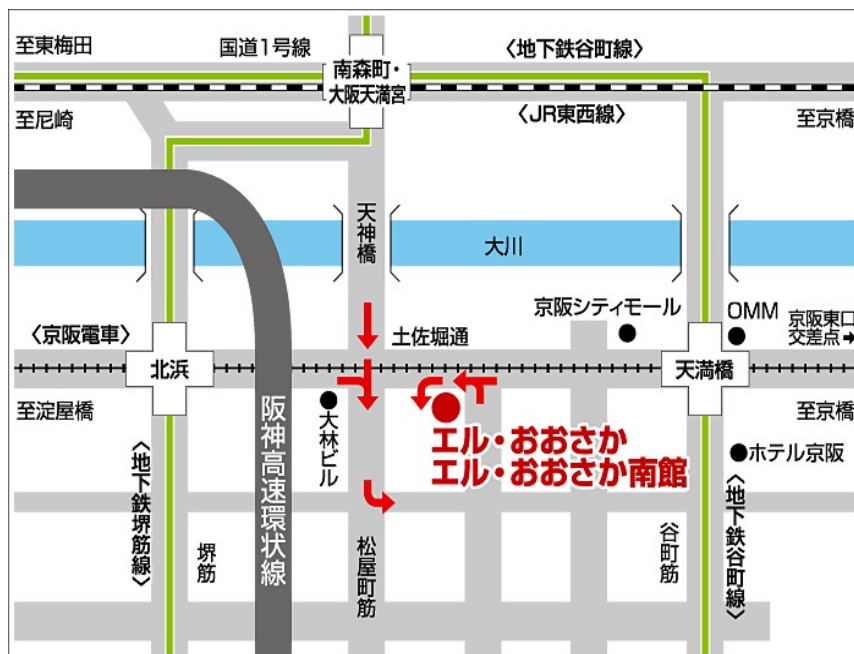 至東梅田
国道1号線
〈地下鉄谷町線〉
南森町・
大阪天満宮
至尼崎
〈JR東西線〉
至京橋
天神橋
大川
京阪シティモール
OMM
京阪東口
交差点
〈京阪電車〉
土佐堀通
北浜
天満橋
至淀屋橋
至京橋
大林ビル
エル・おおさか
エル・おおさか南館
ホテル京阪
阪神高速環状線
〈地下鉄堺筋線〉
堺筋
松屋町筋
谷町筋
〈地下鉄谷町線〉